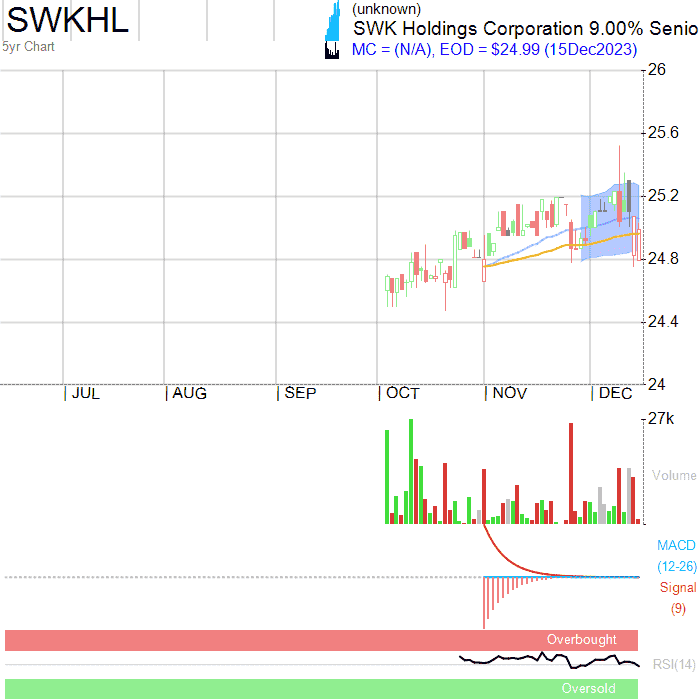 SWKHL
(unknown)
SWK Holdings Corporation 9.00% Senio
5yr Chart
MC = (N/A), EOD = $24.99 (15Dec2023)
26
25.6
25.2
24.8
24.4
24
JUL AUG SEP OCT NOV DEC
27k
Volume
MACD
(12-26)
Signal
(9)
Overbought
RSI(14)
Oversold